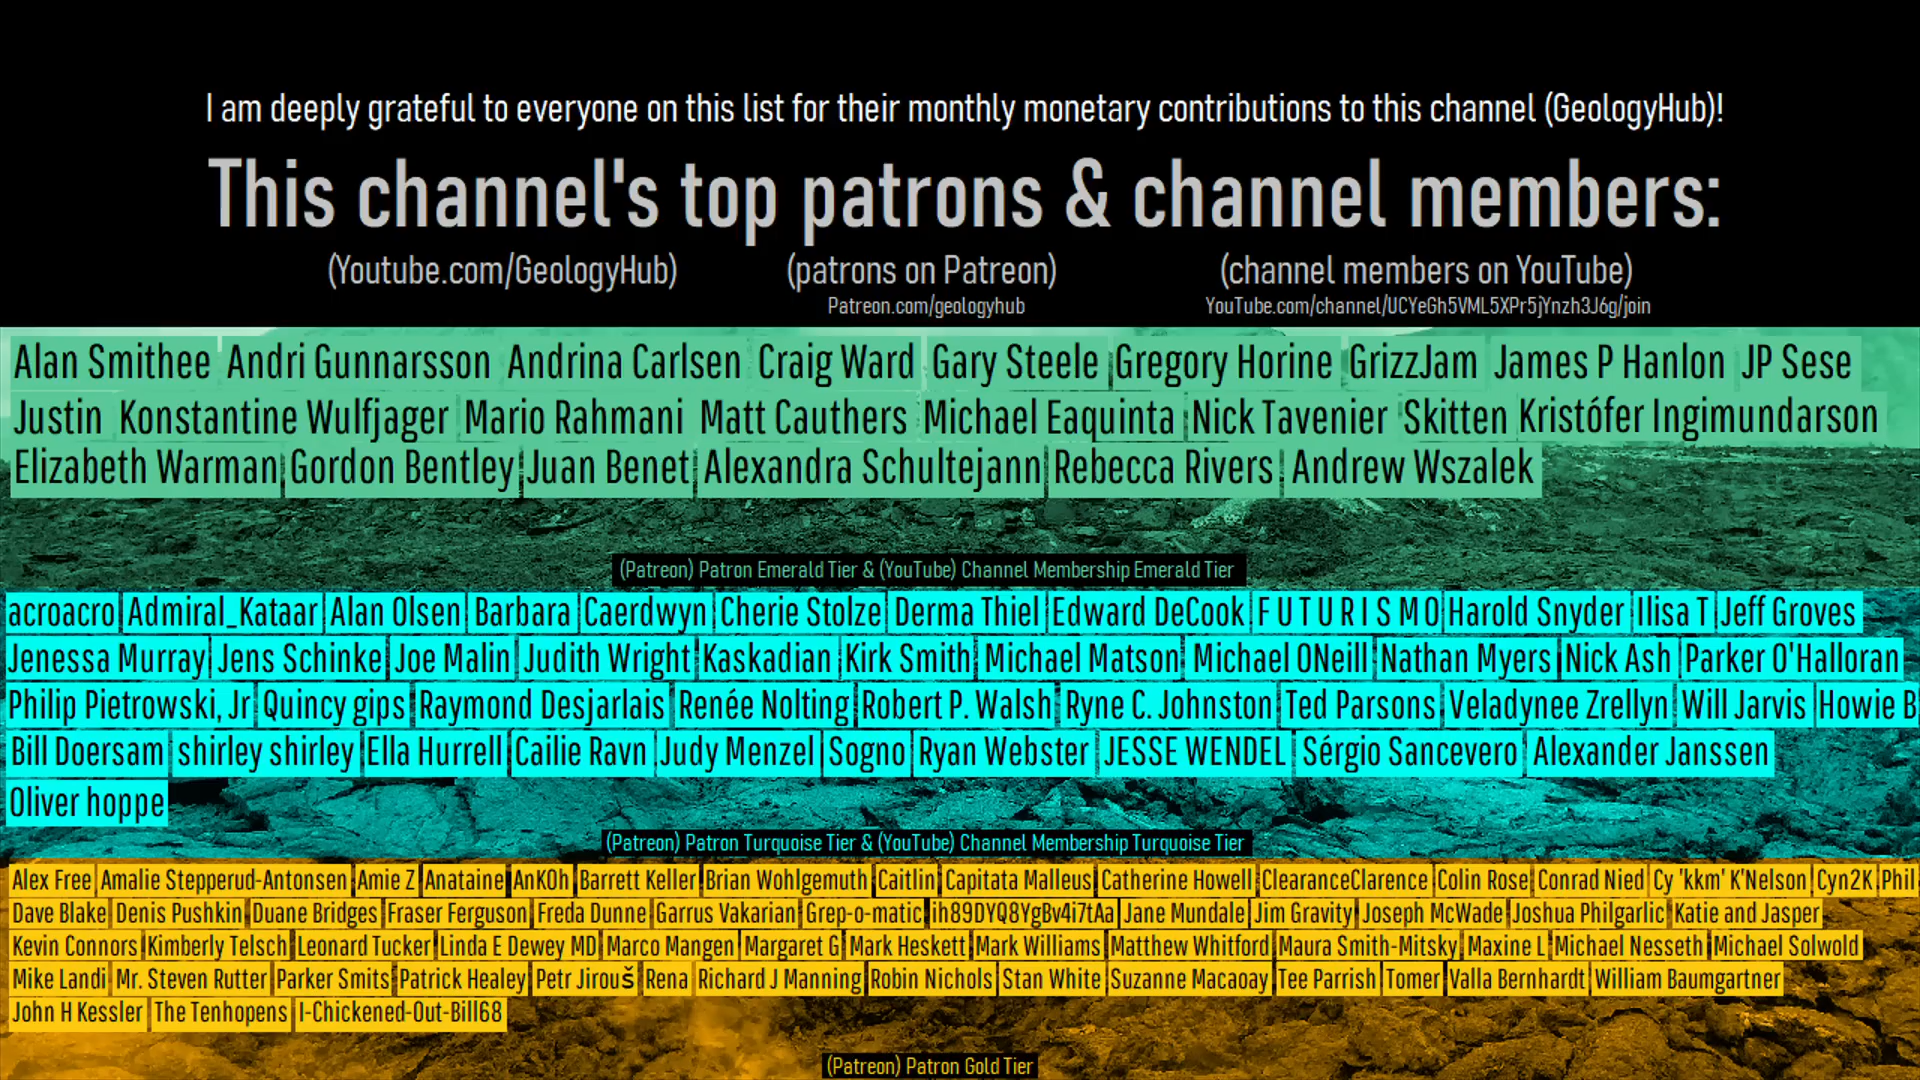 I am deeply grateful to everyone on this list for their monthly monetary contributions to this channel (GeologyHub)!
This channel's top patrons & channel members:
(Youtube.com/GeologyHub) (patrons on Patreon) (channel members on YouTube)
Patreon.com/geologyhub YouTube.com/channel/UCYeGh5VML5XPr5jYnzh3J6g/join
Alan Smithee Andri Gunnarsson Andrina Carlsen Craig Ward Gary Steele Gregory Horine GrizzJam James P Hanlon JP Sese
Justin Konstantine Wulfjager Mario Rahmani Matt Cauthers Michael Eaquinta Nick Tavenier Skitten Kristófer Ingimundarson
Elizabeth Warman Gordon Bentley Juan Benet Alexandra Schultejann Rebecca Rivers Andrew Wszalek
(Patreon) Patron Emerald Tier & (YouTube) Channel Membership Emerald Tier
acroacro Admiral_Kataar Alan Olsen Barbara Caerdwyn Cherie Stolze Derma Thiel Edward DeCook F U T U R I S M O Harold Snyder Ilisa T Jeff Groves
Jenessa Murray Jens Schinke Joe Malin Judith Wright Kaskadian Kirk Smith Michael Matson Michael ONeill Nathan Myers Nick Ash Parker O'Halloran
Philip Pietrowski, Jr Quincy gips Raymond Desjarlais Renée Nolting Robert P. Walsh Ryne C. Johnston Ted Parsons Veladynee Zrellyn Will Jarvis Howie B
Bill Doersam shirley shirley Ella Hurrell Cailie Ravn Judy Menzel Sogno Ryan Webster JESSE WENDEL Sérgio Sancevero Alexander Janssen
Oliver hoppe
(Patreon) Patron Turquoise Tier & (YouTube) Channel Membership Turquoise Tier
Alex Free Amalie Stepperud-Antonsen Amie Z Anataine AnKOh Barrett Keller Brian Wohlgemuth Caitlin Capitata Malleus Catherine Howell ClearanceClarence Colin Rose Conrad Nied Cy 'kkm' K'Nelson Cyn2K Phil
Dave Blake Denis Pushkin Duane Bridges Fraser Ferguson Freda Dunne Garrus Vakarian Grep-o-matic ih89DYQ8YgBv4i7tAa Jane Mundale Jim Gravity Joseph McWade Joshua Philgarlic Katie and Jasper
Kevin Connors Kimberly Telsch Leonard Tucker Linda E Dewey MD Marco Mangen Margaret G Mark Heskett Mark Williams Matthew Whitford Maura Smith-Mitsky Maxine L Michael Nesseth Michael Solwold
Mike Landi Mr. Steven Rutter Parker Smits Patrick Healey Petr Jirouš Rena Richard J Manning Robin Nichols Stan White Suzanne Macaoay Tee Parrish Tomer Valla Bernhardt William Baumgartner
John H Kessler The Tenhopens I-Chickened-Out-Bill68
(Patreon) Patron Gold Tier